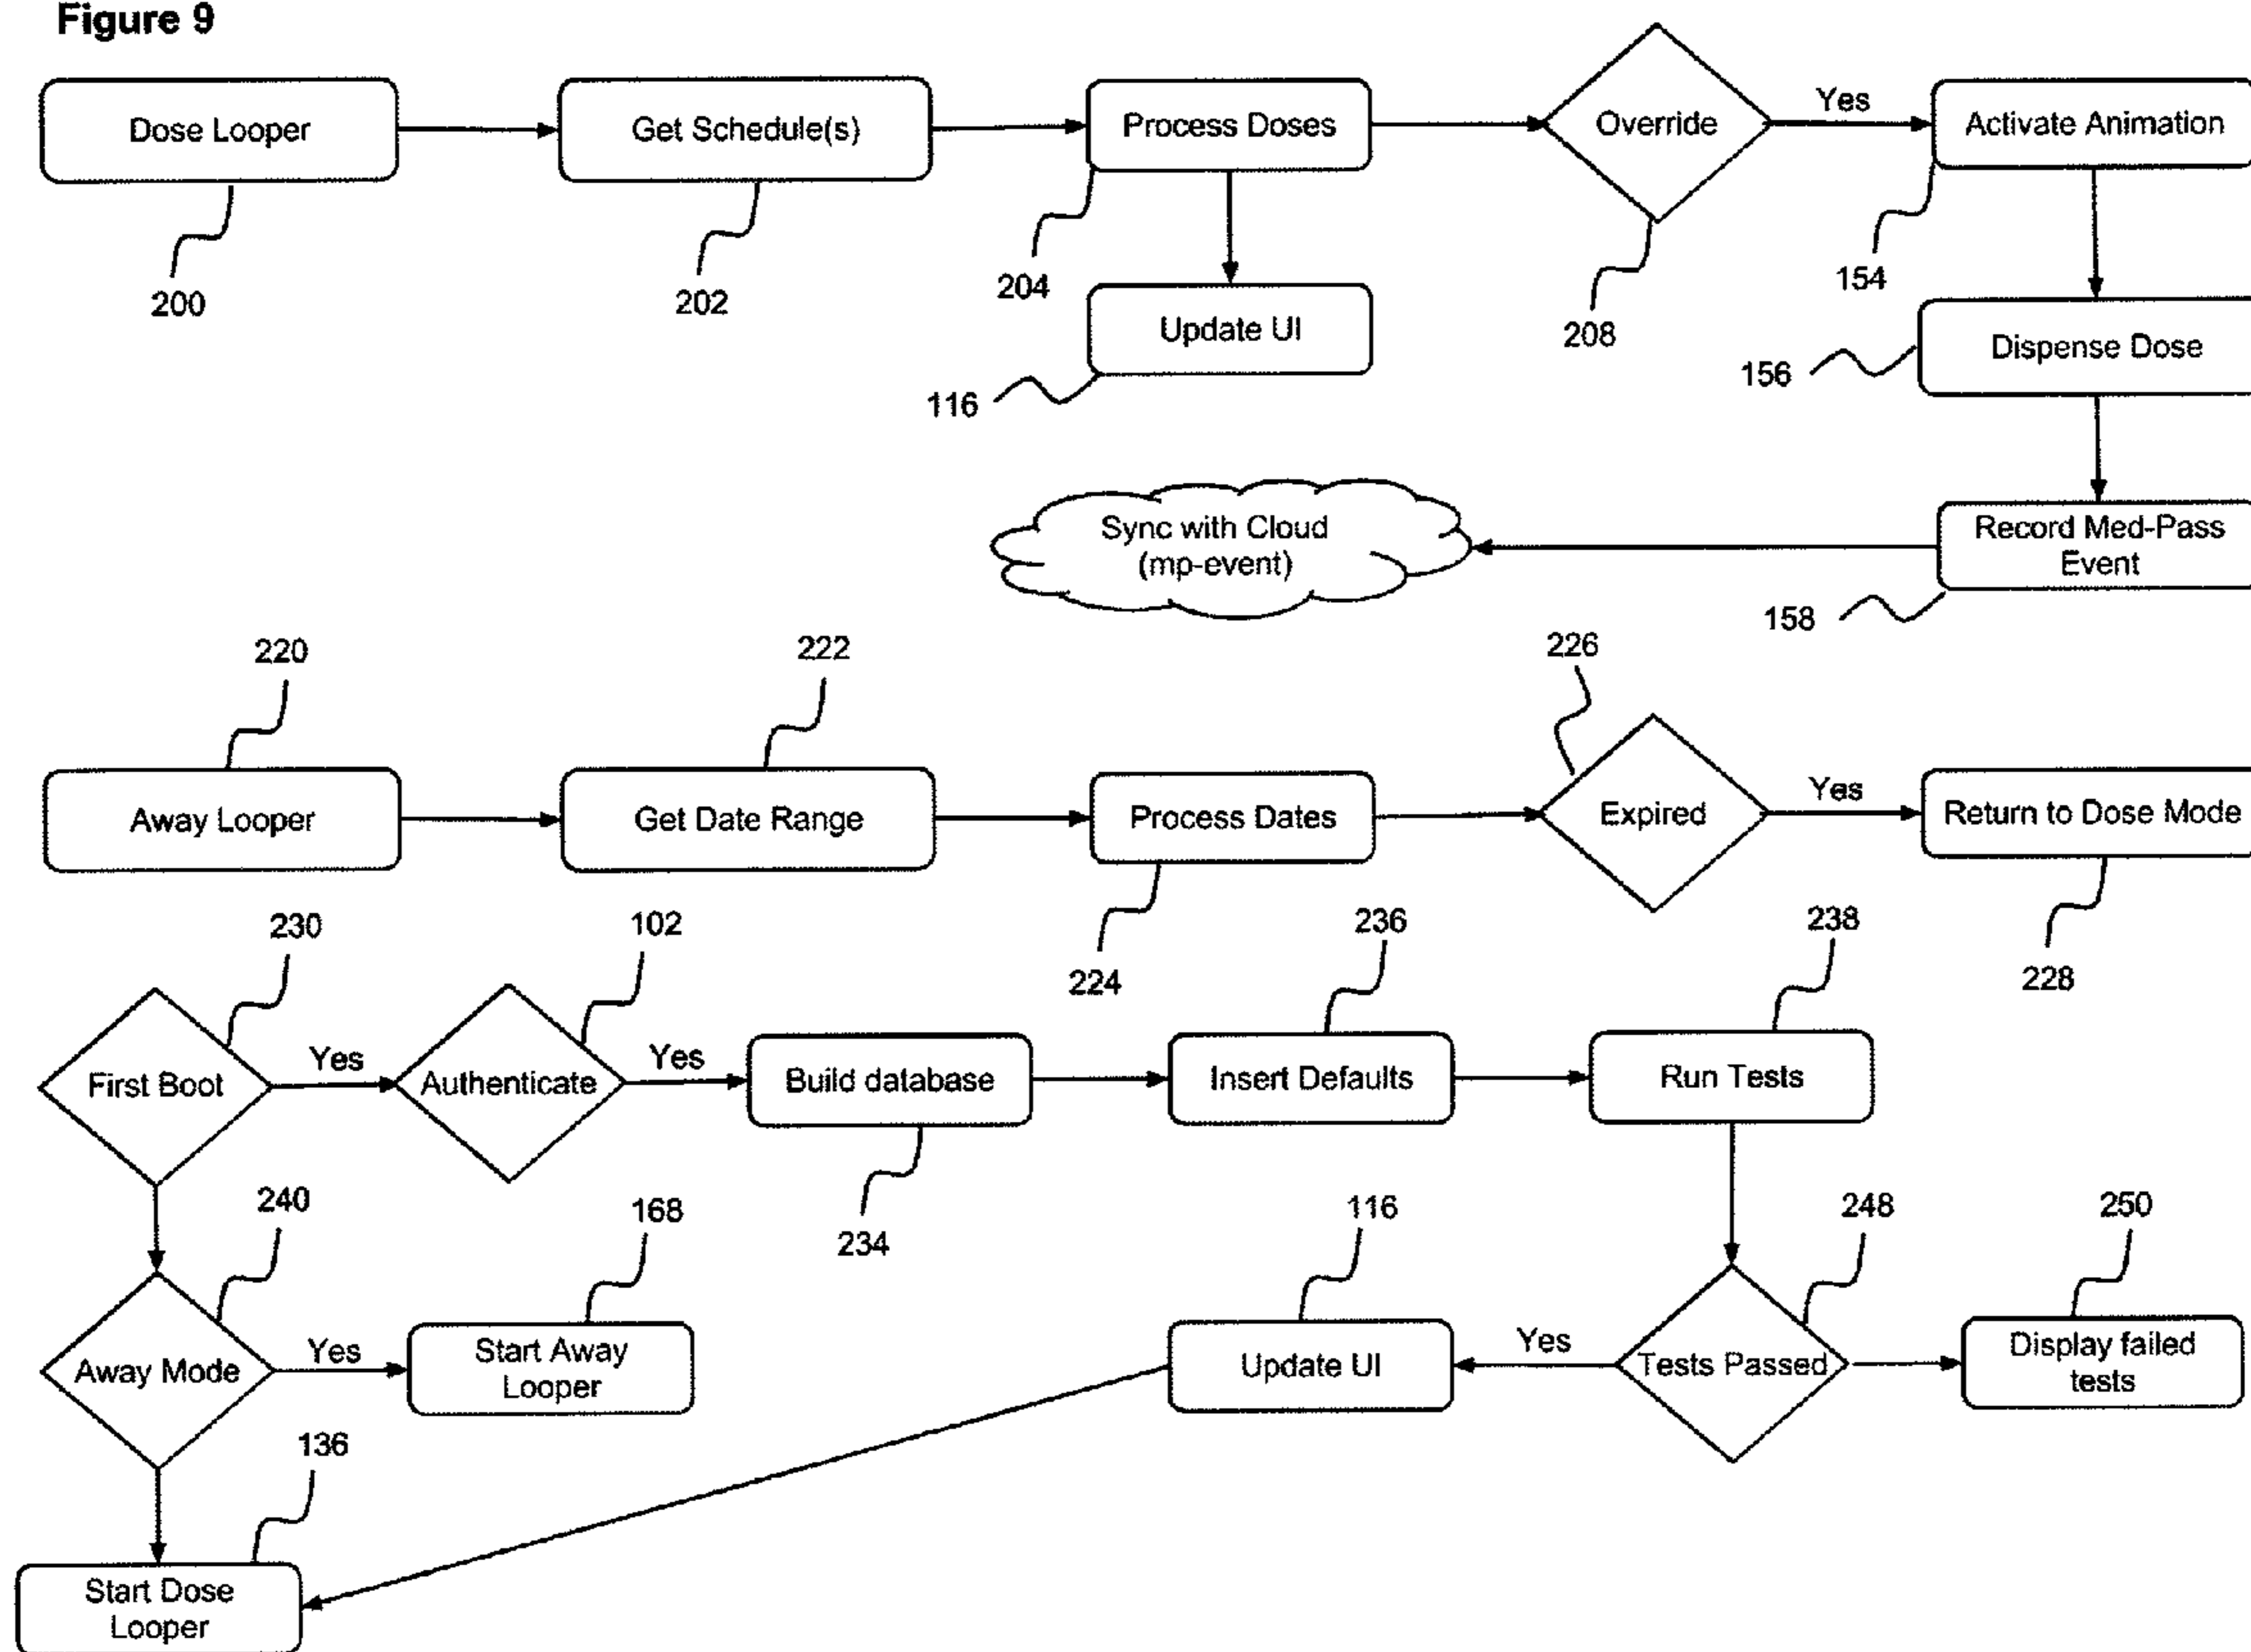 Figure 9
Dose Looper
Get Schedule(s)
Process Doses
Override
Yes
Activate Animation
200
202
204
208
154
Update UI
116
Dispense Dose
156
Sync with Cloud
(mp-event)
Record Med-Pass
Event
158
220
222
226
Away Looper
Get Date Range
Process Dates
Expired
Yes
Return to Dose Mode
224
228
230
102
236
238
First Boot
Yes
Authenticate
Yes
Build database
Insert Defaults
Run Tests
234
240
168
116
248
250
Away Mode
Yes
Start Away
Looper
Update UI
Yes
Tests Passed
Display failed
tests
136
Start Dose
Looper